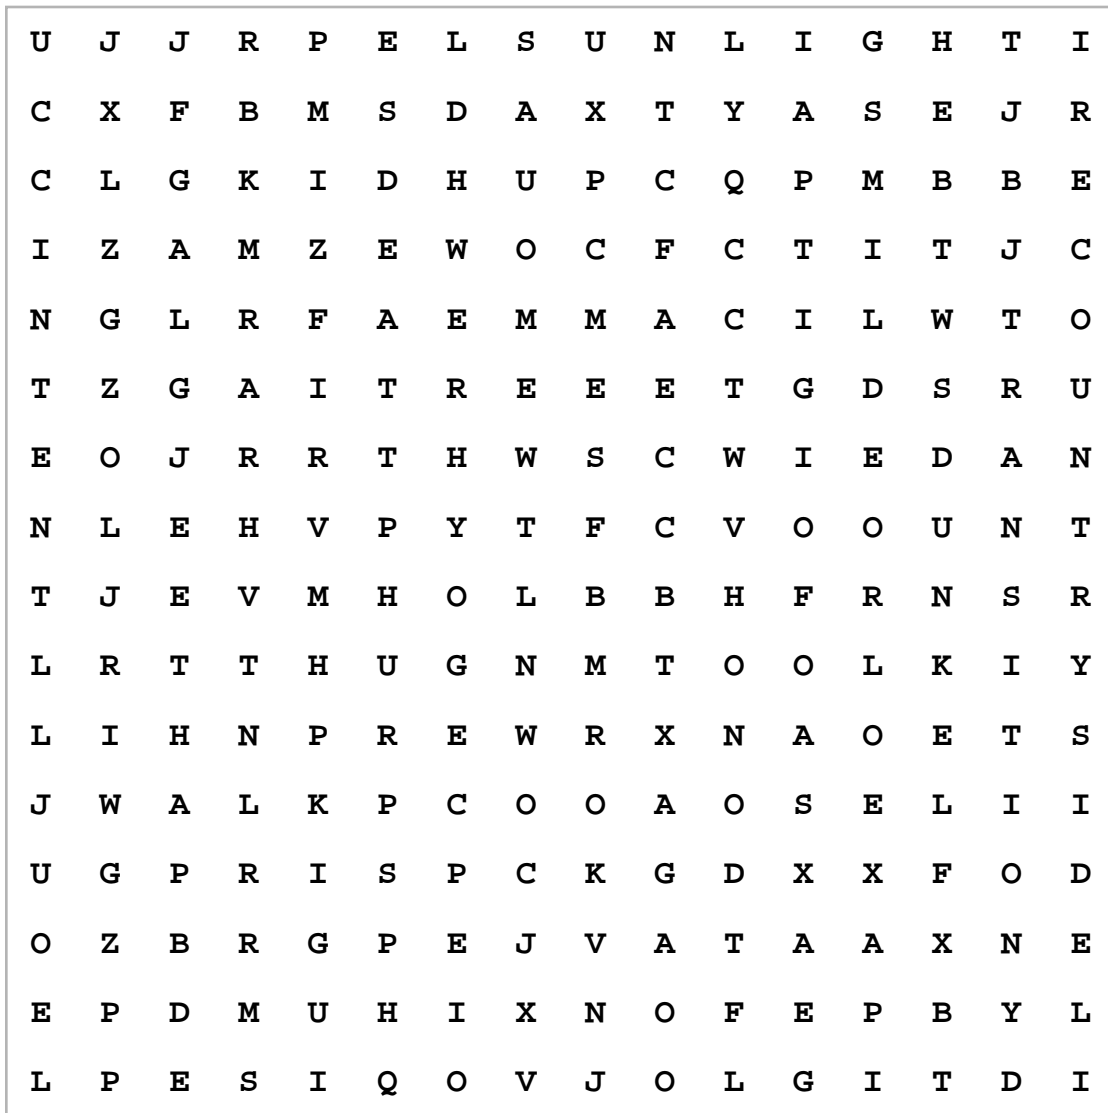 U J J R P E L S U N L I G H T I
C X F B M S D A X T Y A S E J R
C L G K I D H U P C Q P M B B E
I Z A M Z E W O C F C T I T J C
N G L R F A E M M A C I L W T O
T Z G A I T R E E E T G D S R U
E O J R R T H W S C W I E D A N
N L E H V P Y T F C V O O U N T
T J E V M H O L B B H F R N S R
L R T T H U G N M T O O L K I Y
L I H N P R E W R X N A O E T S
J W A L K P C O O A O S E L I I
U G P R I S P C K G D X X F O D
O Z B R G P E J V A T A A X N E
E P D M U H I X N O F E P B Y L
L P E S I Q O V J O L G I T D I